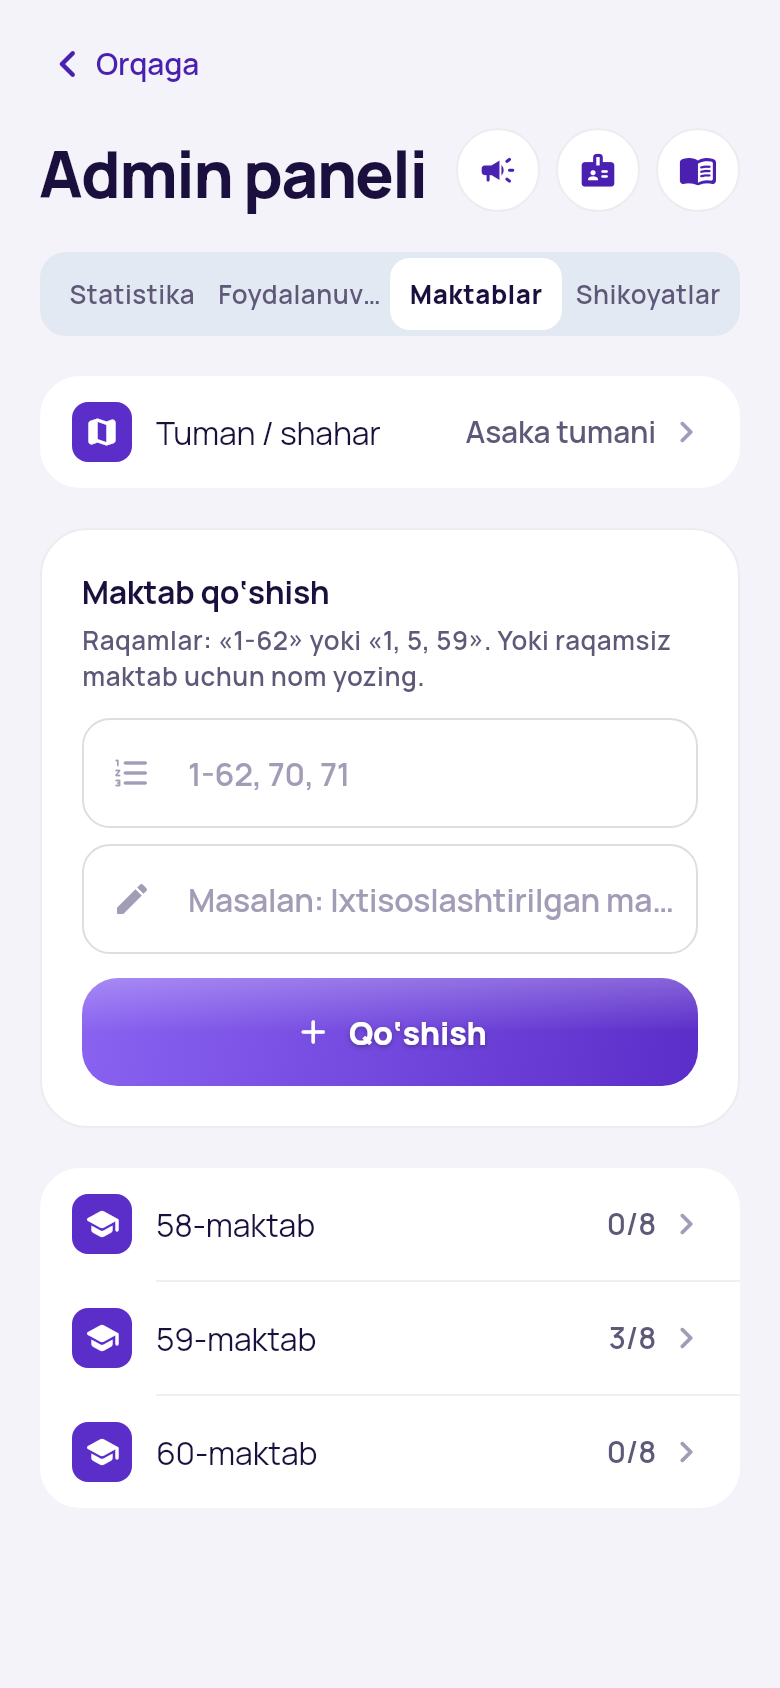 Orqaga
Admin paneli
Statistika Foydalanuv... Maktablar Shikoyatlar
Tuman / shahar Asaka tumani
Maktab qo‘shish
Raqamlar: «1-62» yoki «1, 5, 59». Yoki raqamsiz
maktab uchun nom yozing.
1-62, 70, 71
Masalan: Ixtisoslashtirilgan ma...
Qo‘shish
58-maktab 0/8
59-maktab 3/8
60-maktab 0/8